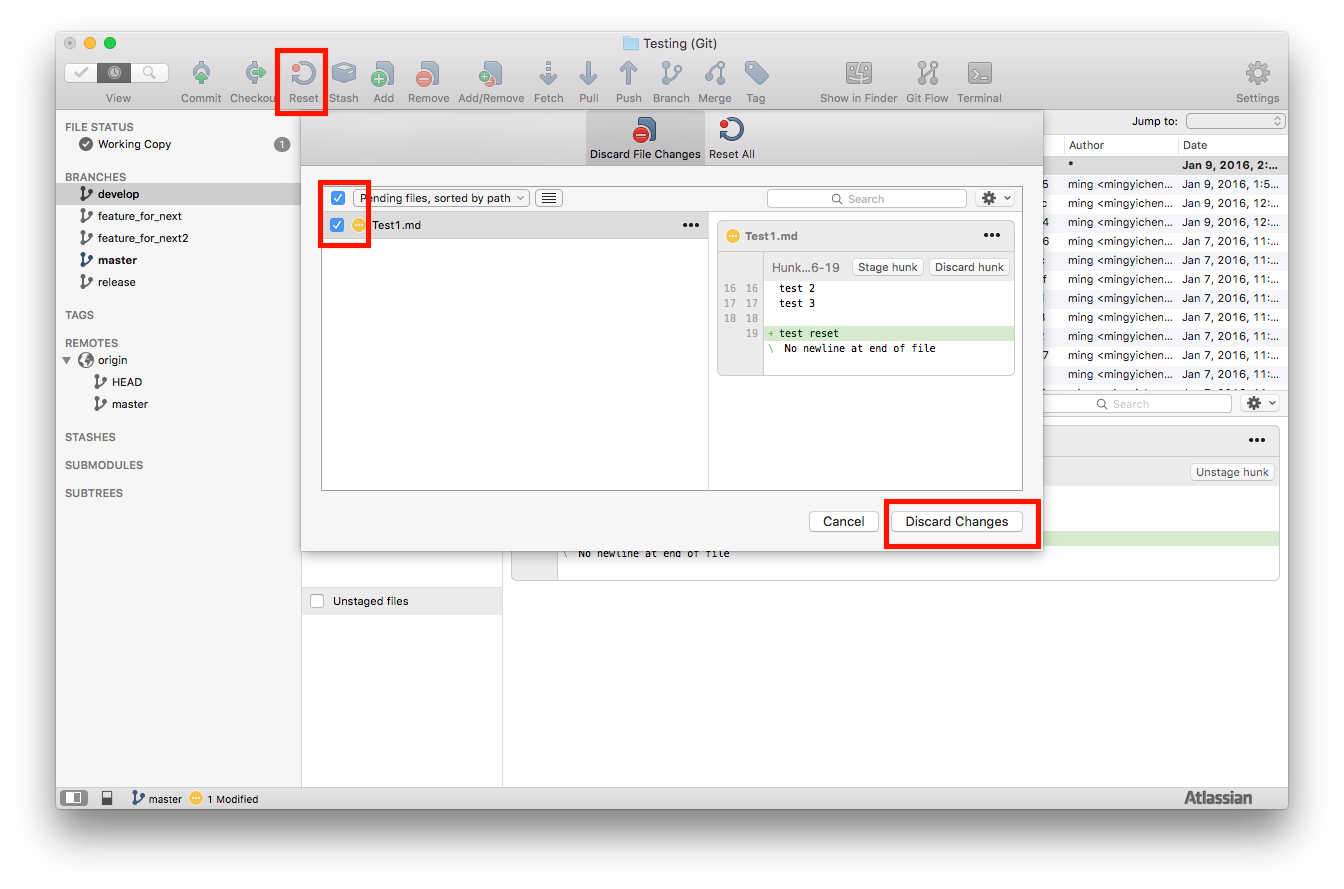 Testing (Git)
View
Commit
Checkou
Reset
Stash
Add
Remove
Add/Remove
Fetch
Pull
Push
Branch
Merge
Tag
Show in Finder
Git Flow
Terminal
Settings
FILE STATUS
Working Copy 1
BRANCHES
develop
feature_for_next
feature_for_next2
master
release
TAGS
REMOTES
origin
HEAD
master
STASHES
SUBMODULES
SUBTREES
Discard File Changes
Reset All
Pending files, sorted by path
Search
Test1.md
Test1.md
Hunk...6-19
Stage hunk
Discard hunk
16 16 test 2
17 17 test 3
18 18
19 + test reset
\ No newline at end of file
Cancel
Discard Changes
Jump to:
Author Date
* Jan 9, 2016, 2:...
5 ming <mingyichen... Jan 9, 2016, 1:5...
c ming <mingyichen... Jan 9, 2016, 12:...
4 ming <mingyichen... Jan 9, 2016, 12:...
6 ming <mingyichen... Jan 7, 2016, 11:...
ming <mingyichen... Jan 7, 2016, 11:...
f ming <mingyichen... Jan 7, 2016, 11:...
ming <mingyichen... Jan 7, 2016, 11:...
ming <mingyichen... Jan 7, 2016, 11:...
ming <mingyichen... Jan 7, 2016, 11:...
7 ming <mingyichen... Jan 7, 2016, 11:...
ming <mingyichen... Jan 7, 2016, 11:...
Search
Unstage hunk
\ No newline at end of file
Unstaged files
master
1 Modified
Atlassian